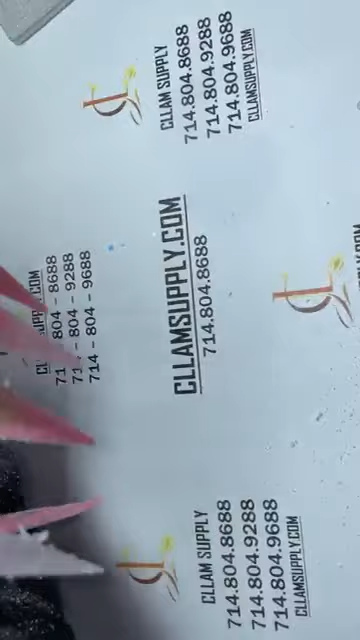 CLLAM SUPPLY
714.804.8688
714.804.9288
714.804.9688
CLLAMSUPPLY.COM
CLLAMSUPPLY.COM
714.804.8688
804 - 8688
804 - 9288
714 - 804 - 9688
CLLAM SUPPLY
714.804.8688
714.804.9288
714.804.9688
CLLAMSUPPLY.COM